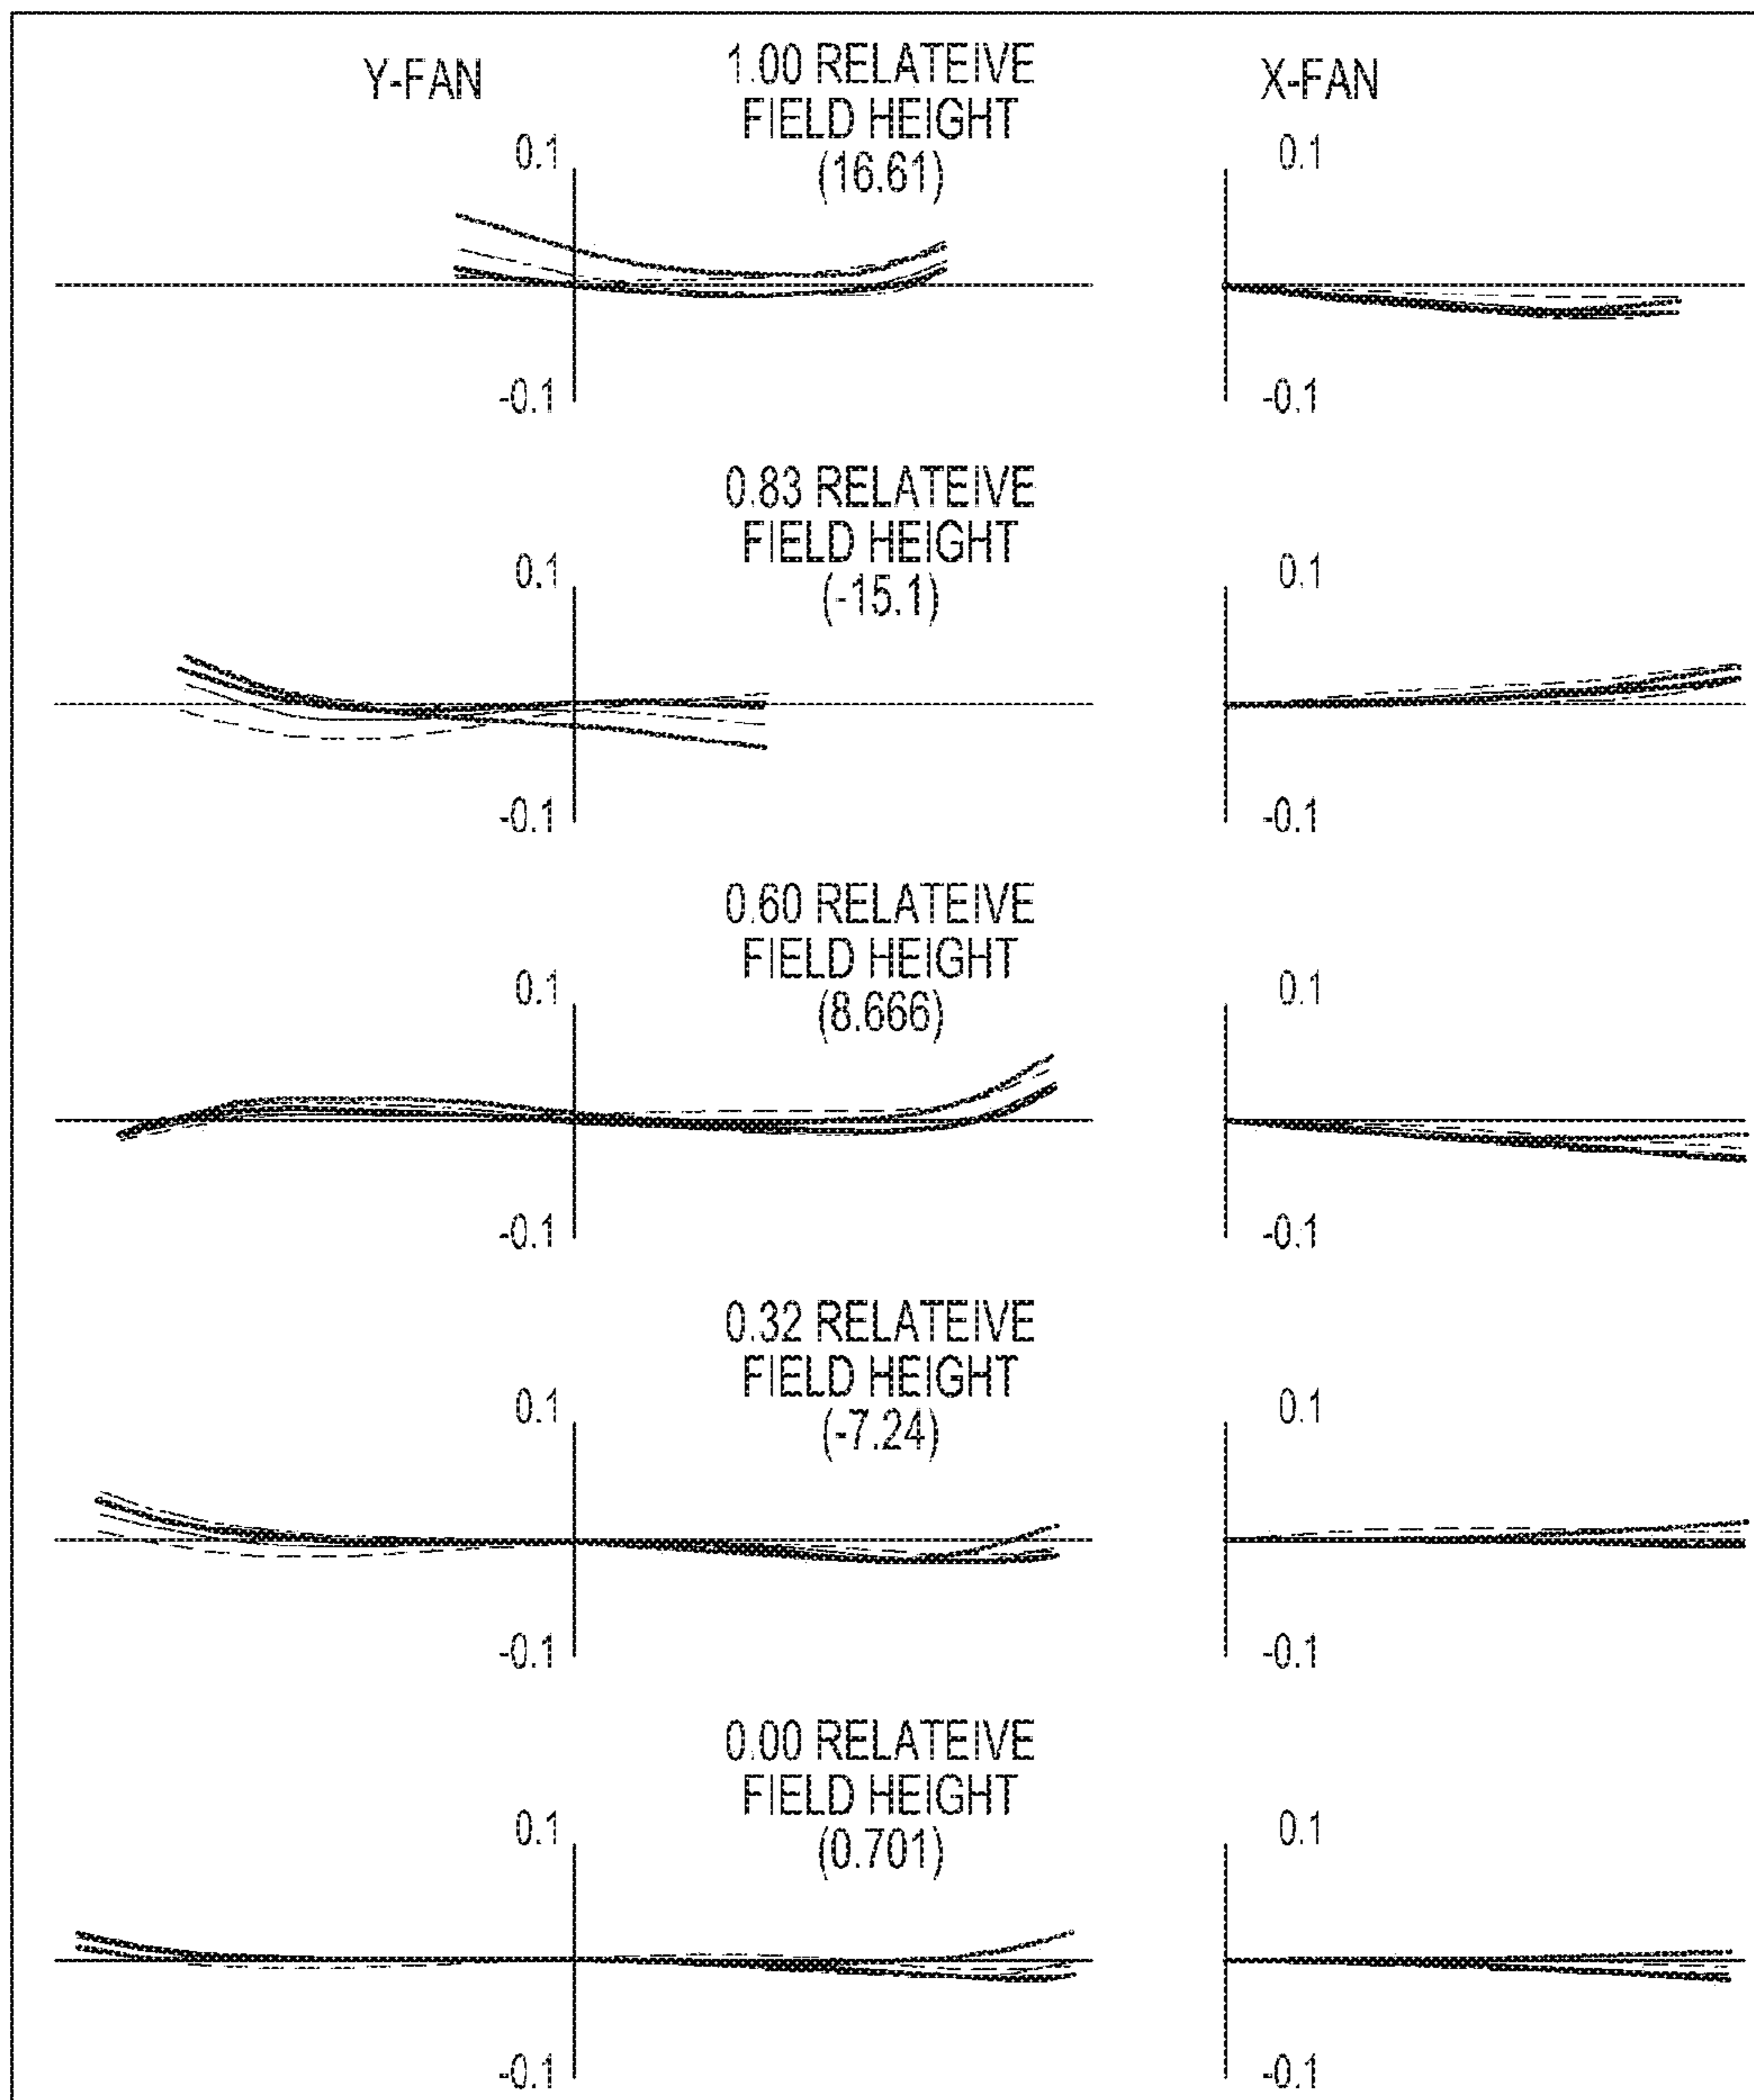 Y-FAN
1.00 RELATEIVE
FIELD HEIGHT
(16.61)
X-FAN
0.1
0.1
-0.1
-0.1
0.83 RELATEIVE
FIELD HEIGHT
(-15.1)
0.1
0.1
-0.1
-0.1
0.60 RELATEIVE
FIELD HEIGHT
(8.666)
0.1
0.1
-0.1
-0.1
0.32 RELATEIVE
FIELD HEIGHT
(-7.24)
0.1
0.1
-0.1
-0.1
0.00 RELATEIVE
FIELD HEIGHT
(0.701)
0.1
0.1
-0.1
-0.1